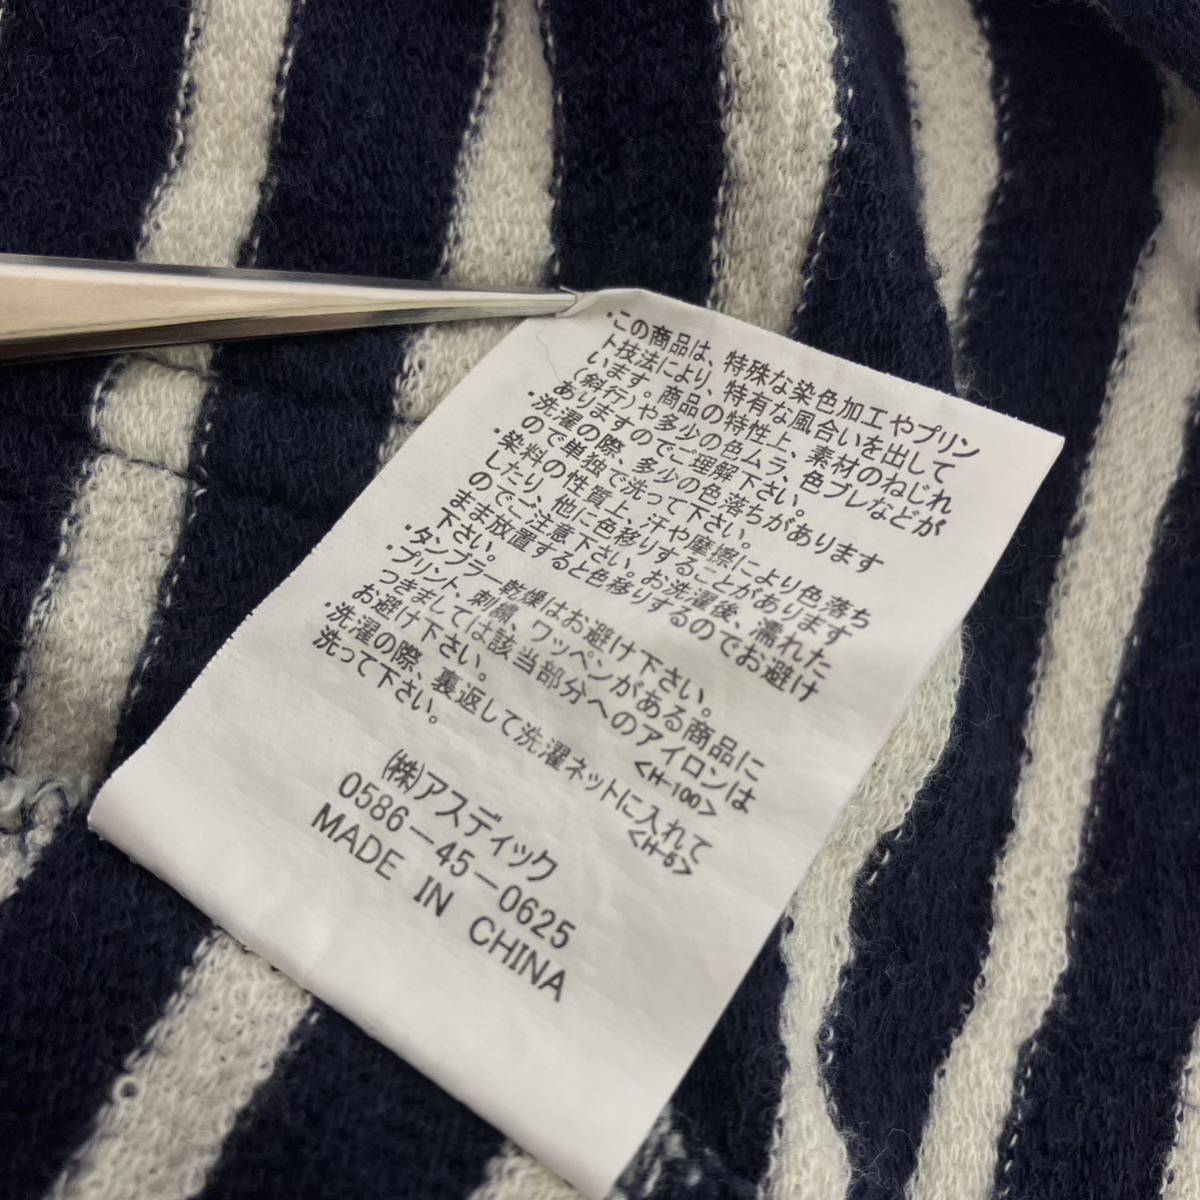 ・この商品は、特殊な染色加工やプリン
ト技法により、特有な風合いを出して
います。商品の特性上、素材のねじれ
(斜行)や多少の色ムラ、色ブレなどが
ありますのでご理解下さい。
・洗濯の際、多少の色落ちがあります
ので単独で洗って下さい。
・染料の性質上、汗や摩擦により色落ち
したり、他に色移りすることがあります
のでご注意下さい。お洗濯後、濡れた
まま放置すると色移りするのでお避け
下さい。
・タンブラー乾燥はお避け下さい。
・プリント、刺繍、ワッペンがある商品に
つきましては該当部分へのアイロンは
お避け下さい。 <H-100>
・洗濯の際、裏返して洗濯ネットに入れて
洗って下さい。 <H-5>
㈱アスディック
0586-45-0625
MADE IN CHINA